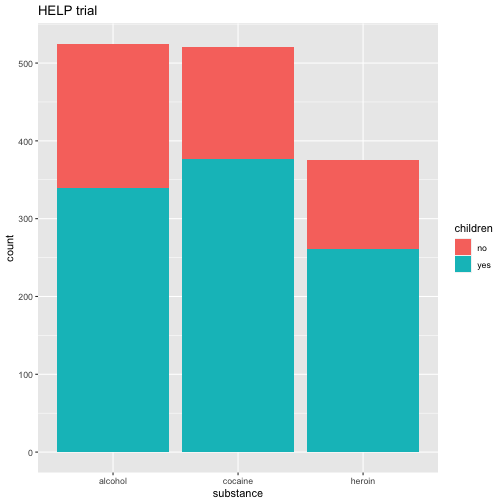 HELP trial
500
400
300
200
100
0
count
alcohol cocaine heroin
substance
children
no
yes